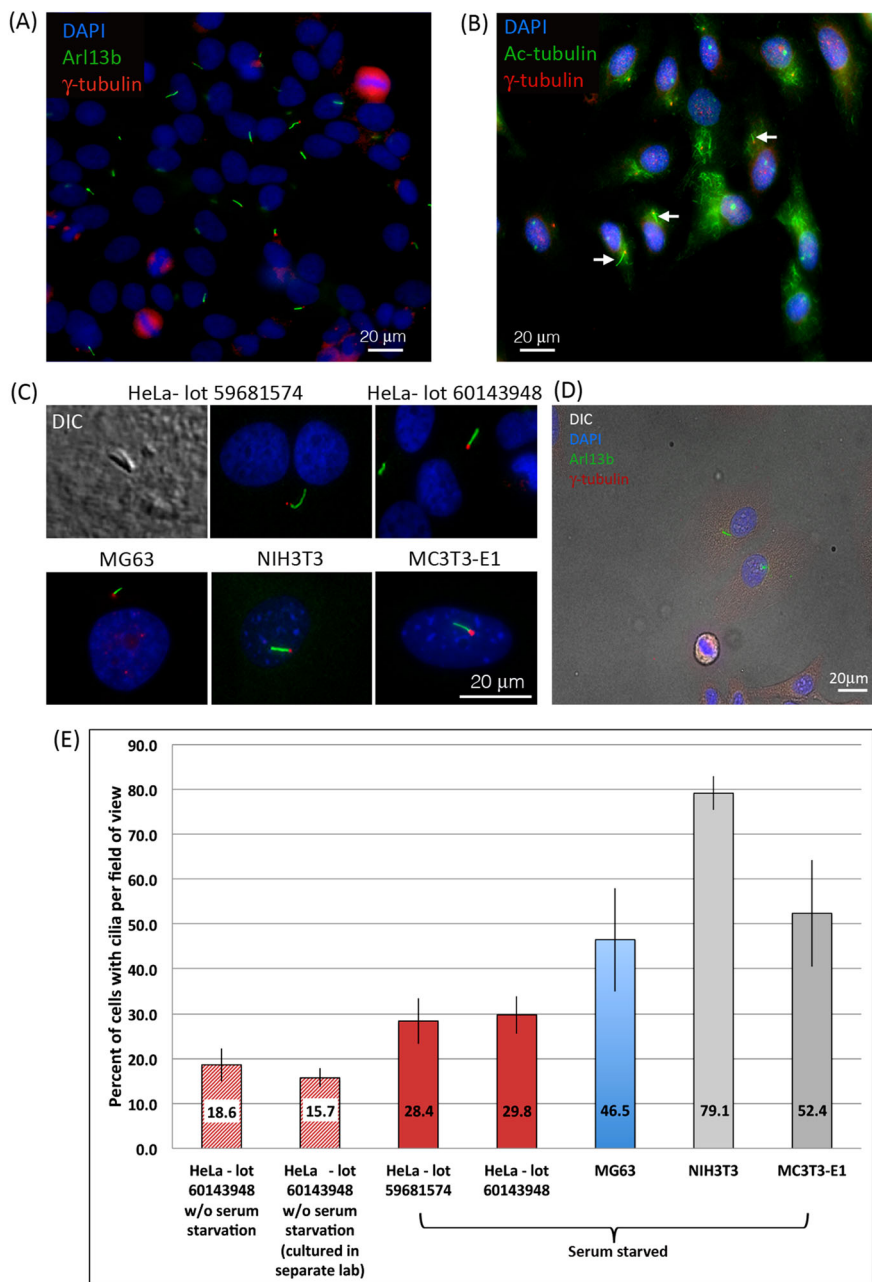 (A)
DAPI
Arl13b
γ-tubulin
20 μm
(B)
DAPI
Ac-tubulin
γ-tubulin
20 μm
(C)
HeLa- lot 59681574
HeLa- lot 60143948
DIC
MG63
NIH3T3
MC3T3-E1
20 μm
(D)
DIC
DAPI
Arl13b
γ-tubulin
20μm
(E)
Percent of cells with cilia per field of view
90.0
80.0
70.0
60.0
50.0
40.0
30.0
20.0
10.0
0.0
18.6
15.7
28.4
29.8
46.5
79.1
52.4
HeLa - lot
60143948
w/o serum
starvation
HeLa - lot
60143948
w/o serum
starvation
(cultured in
separate lab)
HeLa - lot
59681574
HeLa - lot
60143948
MG63
NIH3T3
MC3T3-E1
Serum starved